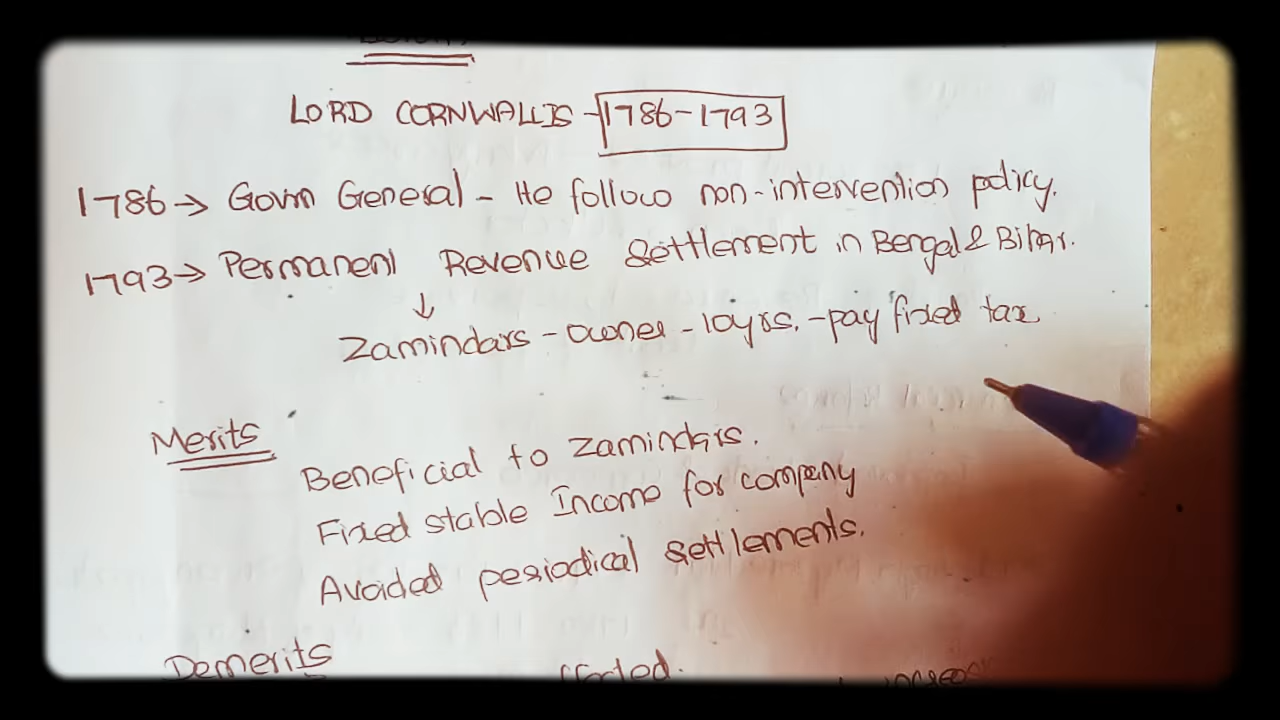 LORD CORNWALLIS - 1786-1793
1786 → Govrn General - He follow non-intervention policy.
1793 → Permanent Revenue Settlement in Bengal & Bihar.
↓
Zamindars - owner - 10yrs. - pay fixed tax
Merits
Beneficial to Zamindars.
Fixed stable Income for company
Avoided periodical settlements.
Demerits